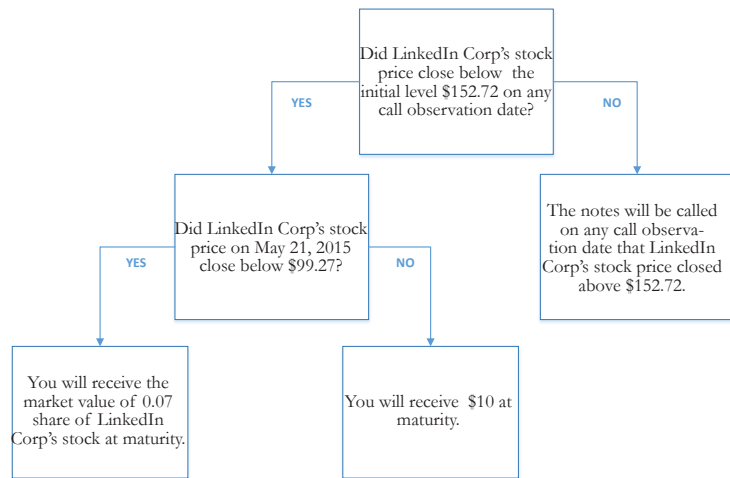 Did LinkedIn Corp's stock
price close below the
initial level $152.72 on any
call observation date?
YES
NO
Did LinkedIn Corp's stock
price on May 21, 2015
close below $99.27?
The notes will be called
on any call observa-
tion date that LinkedIn
Corp's stock price closed
above $152.72.
YES
NO
You will receive the
market value of 0.07
share of LinkedIn
Corp's stock at maturity.
You will receive $10 at
maturity.